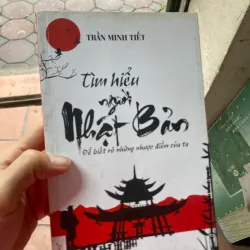 TRẦN MINH TIẾT
Tìm hiểu
người
Nhật Bản
Để biết rõ những nhược điểm của ta